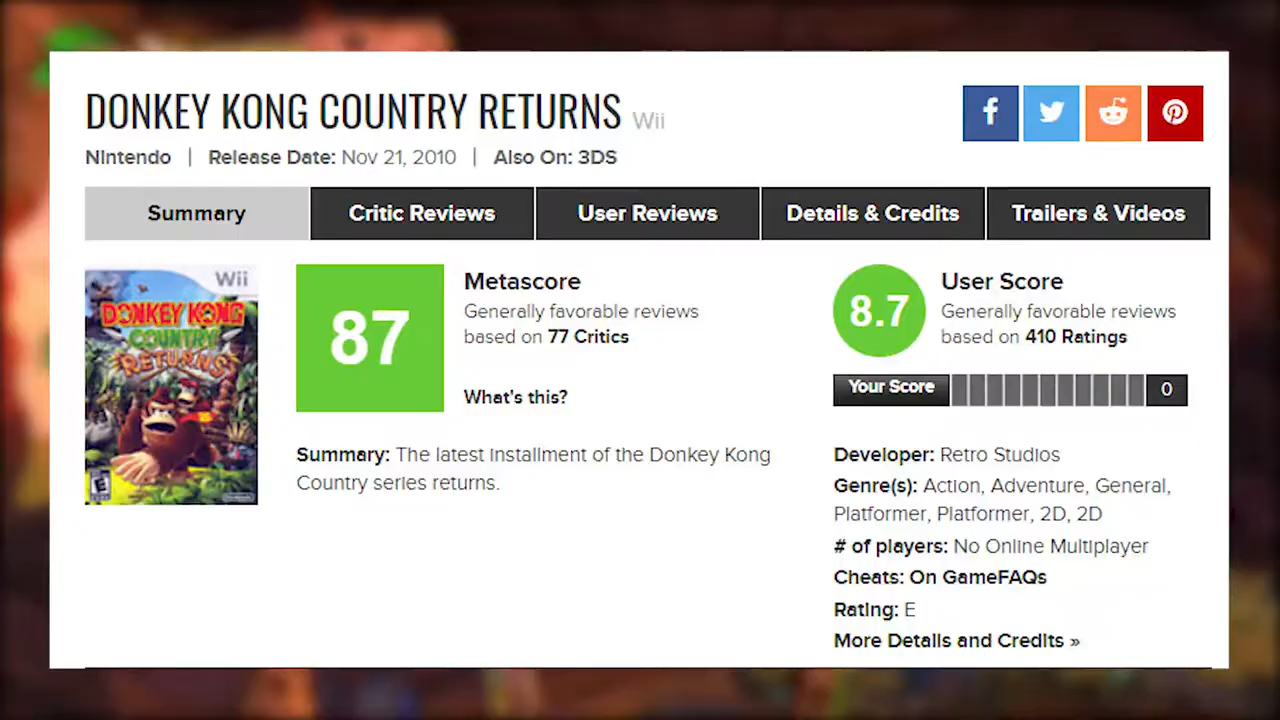 DONKEY KONG COUNTRY RETURNS Wii
Nintendo | Release Date: Nov 21, 2010 | Also On: 3DS
Summary
Critic Reviews
User Reviews
Details & Credits
Trailers & Videos
Wii
DONKEY KONG
COUNTRY
RETURNS
E
Nintendo
87
Metascore
Generally favorable reviews
based on 77 Critics
What's this?
Summary: The latest installment of the Donkey Kong
Country series returns.
8.7
User Score
Generally favorable reviews
based on 410 Ratings
Your Score
0
Developer: Retro Studios
Genre(s): Action, Adventure, General,
Platformer, Platformer, 2D, 2D
# of players: No Online Multiplayer
Cheats: On GameFAQs
Rating: E
More Details and Credits »